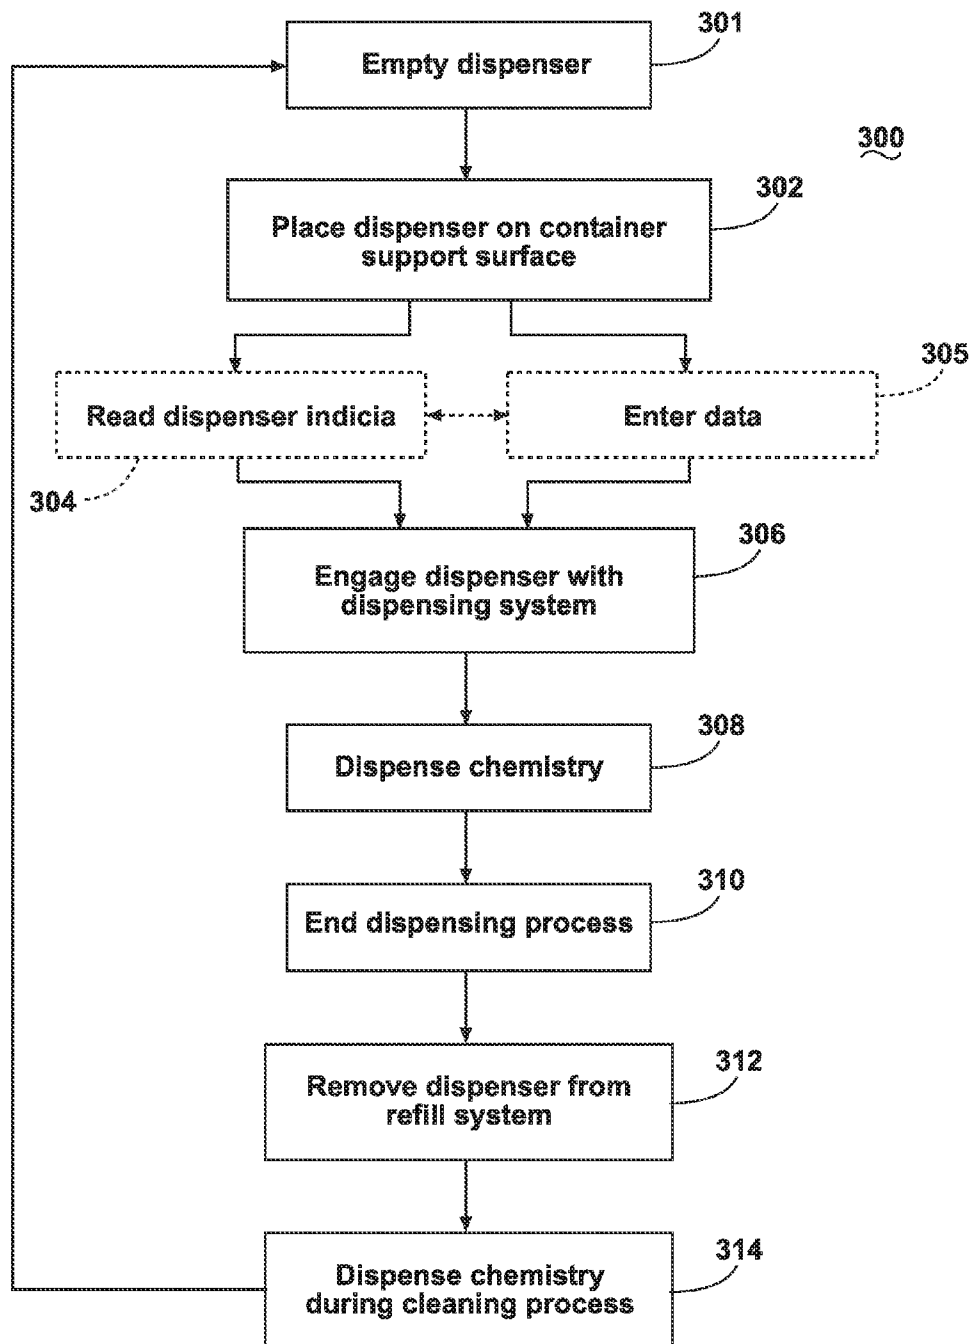 301
Empty dispenser
300
302
Place dispenser on container
support surface
305
Read dispenser indicia
Enter data
304
306
Engage dispenser with
dispensing system
308
Dispense chemistry
310
End dispensing process
312
Remove dispenser from
refill system
314
Dispense chemistry
during cleaning process